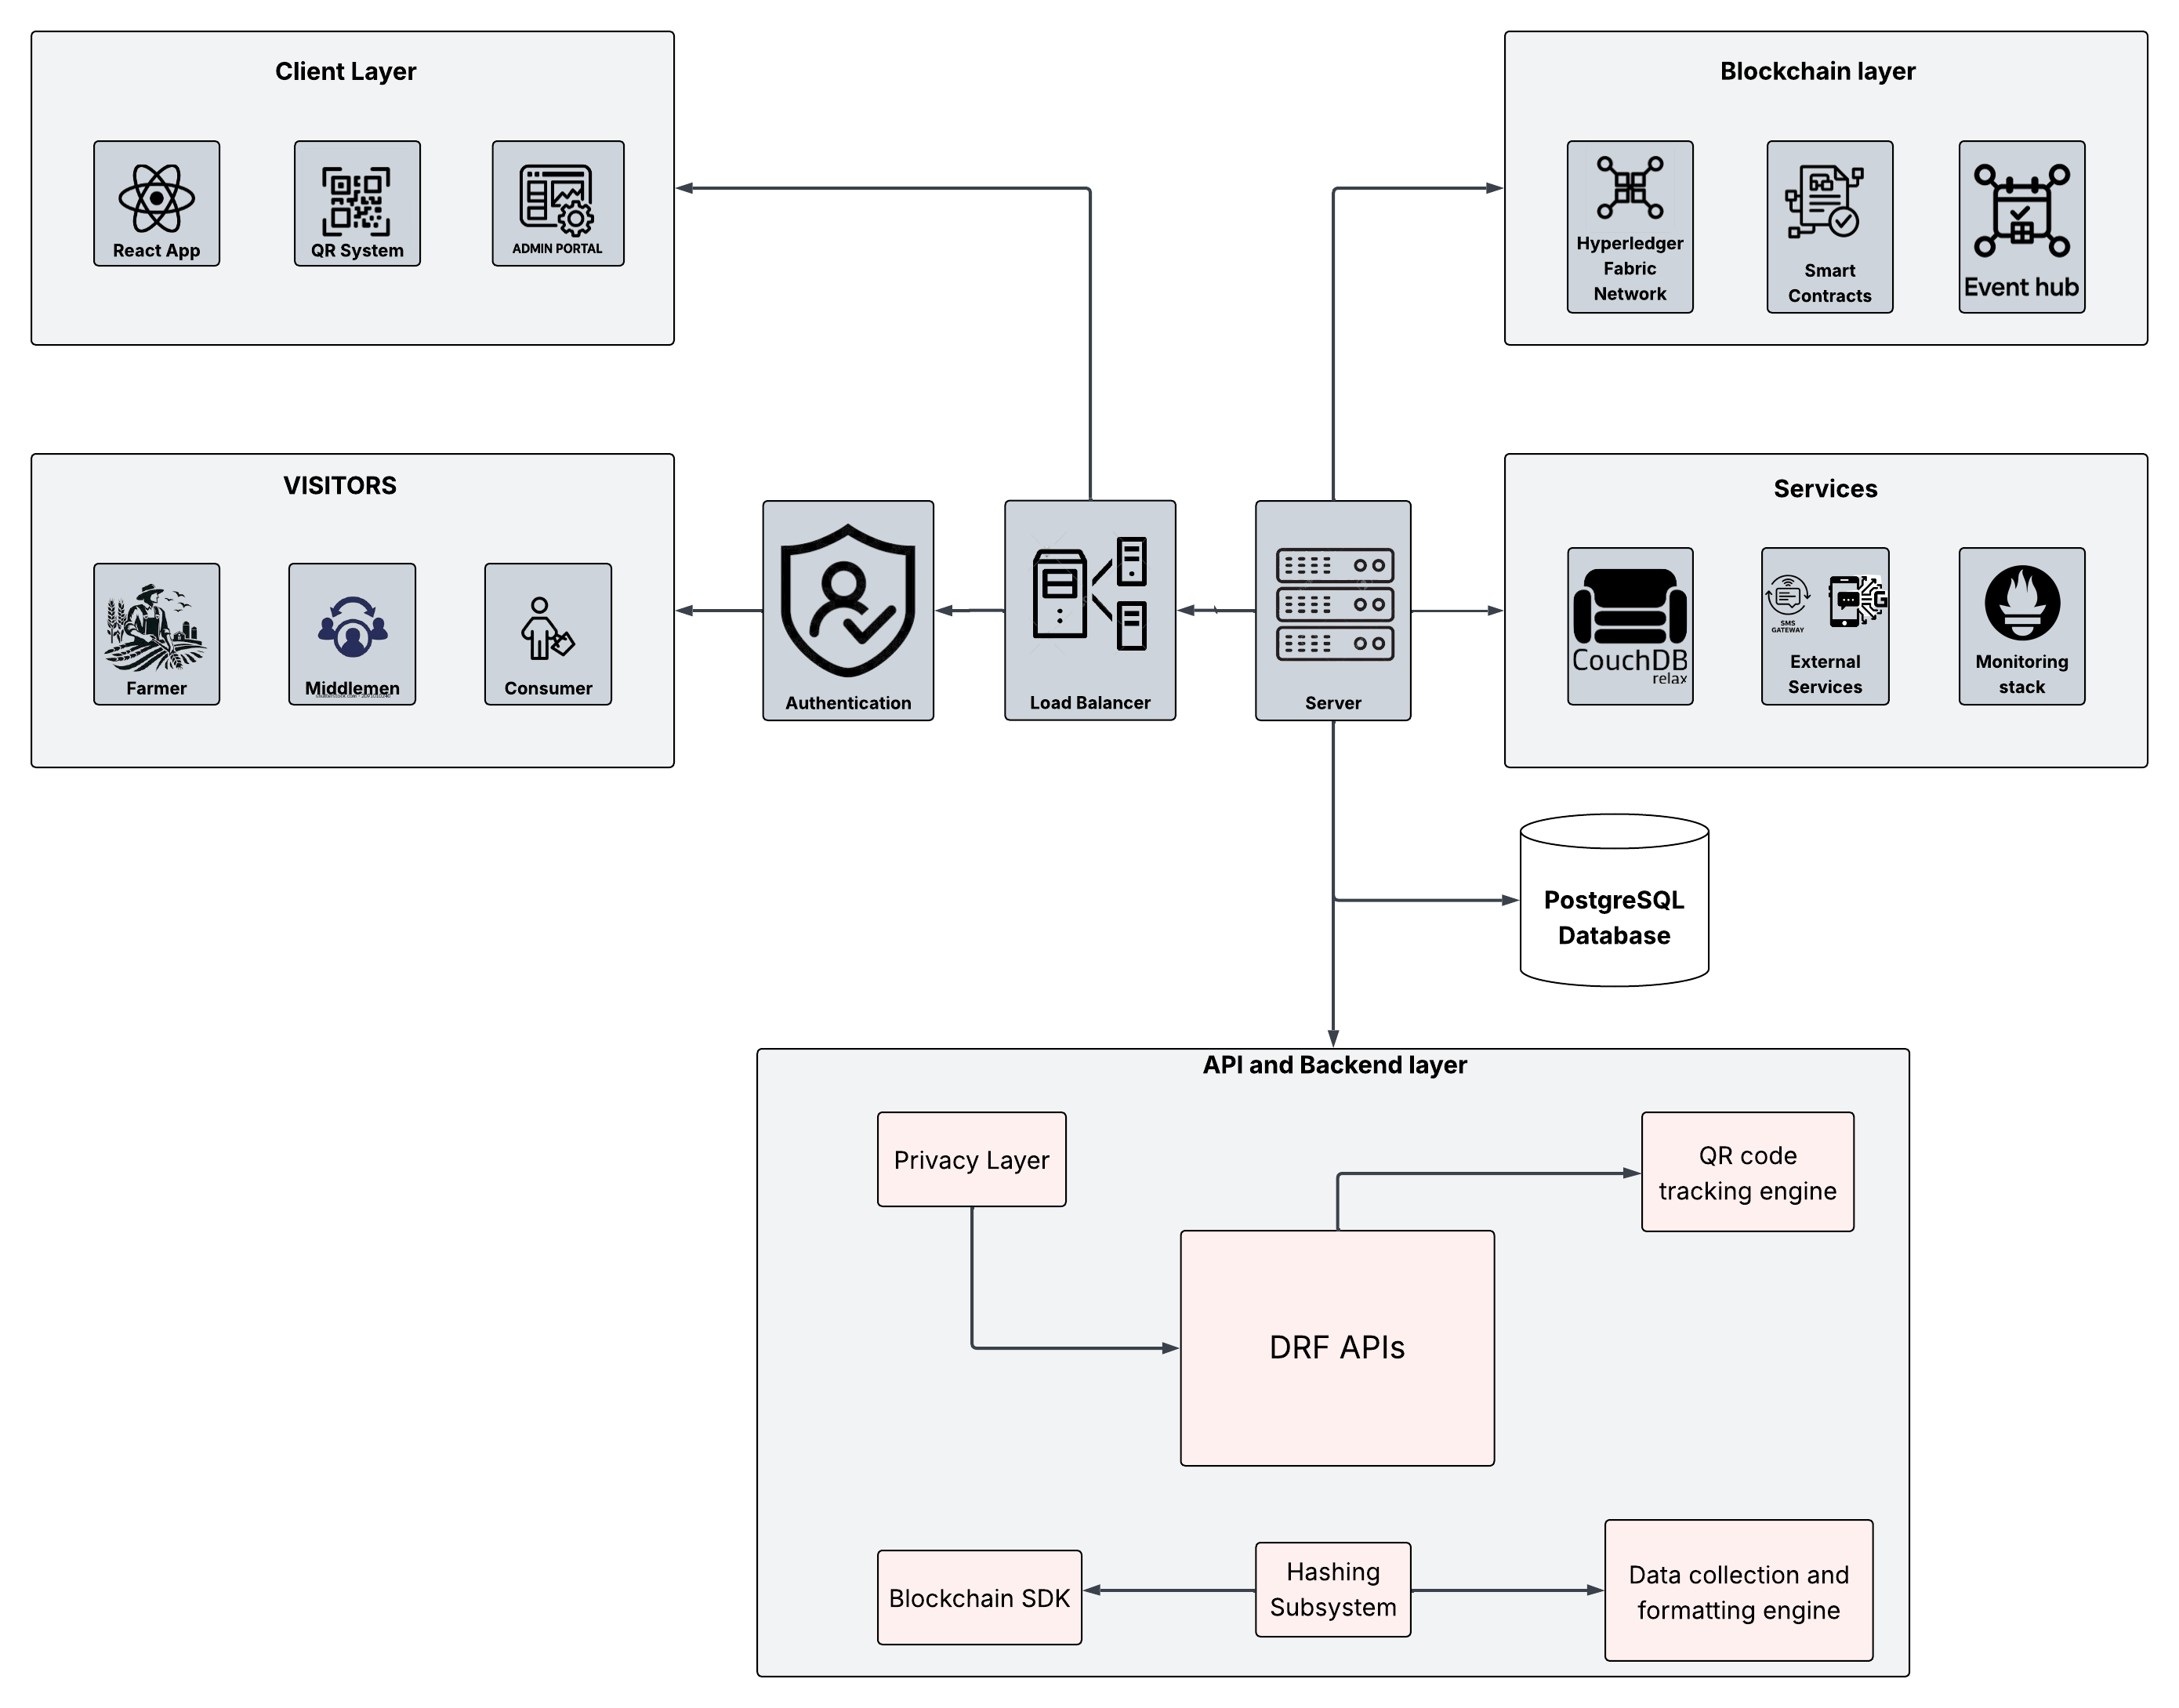 Client Layer
React App
QR System
ADMIN PORTAL
Blockchain layer
Hyperledger
Fabric
Network
Smart
Contracts
Event hub
VISITORS
Farmer
Middlemen
Consumer
Authentication
Load Balancer
Server
Services
CouchDB
relax
SMS
GATEWAY
G
External
Services
Monitoring
stack
PostgreSQL
Database
API and Backend layer
Privacy Layer
QR code
tracking engine
DRF APIs
Blockchain SDK
Hashing
Subsystem
Data collection and
formatting engine